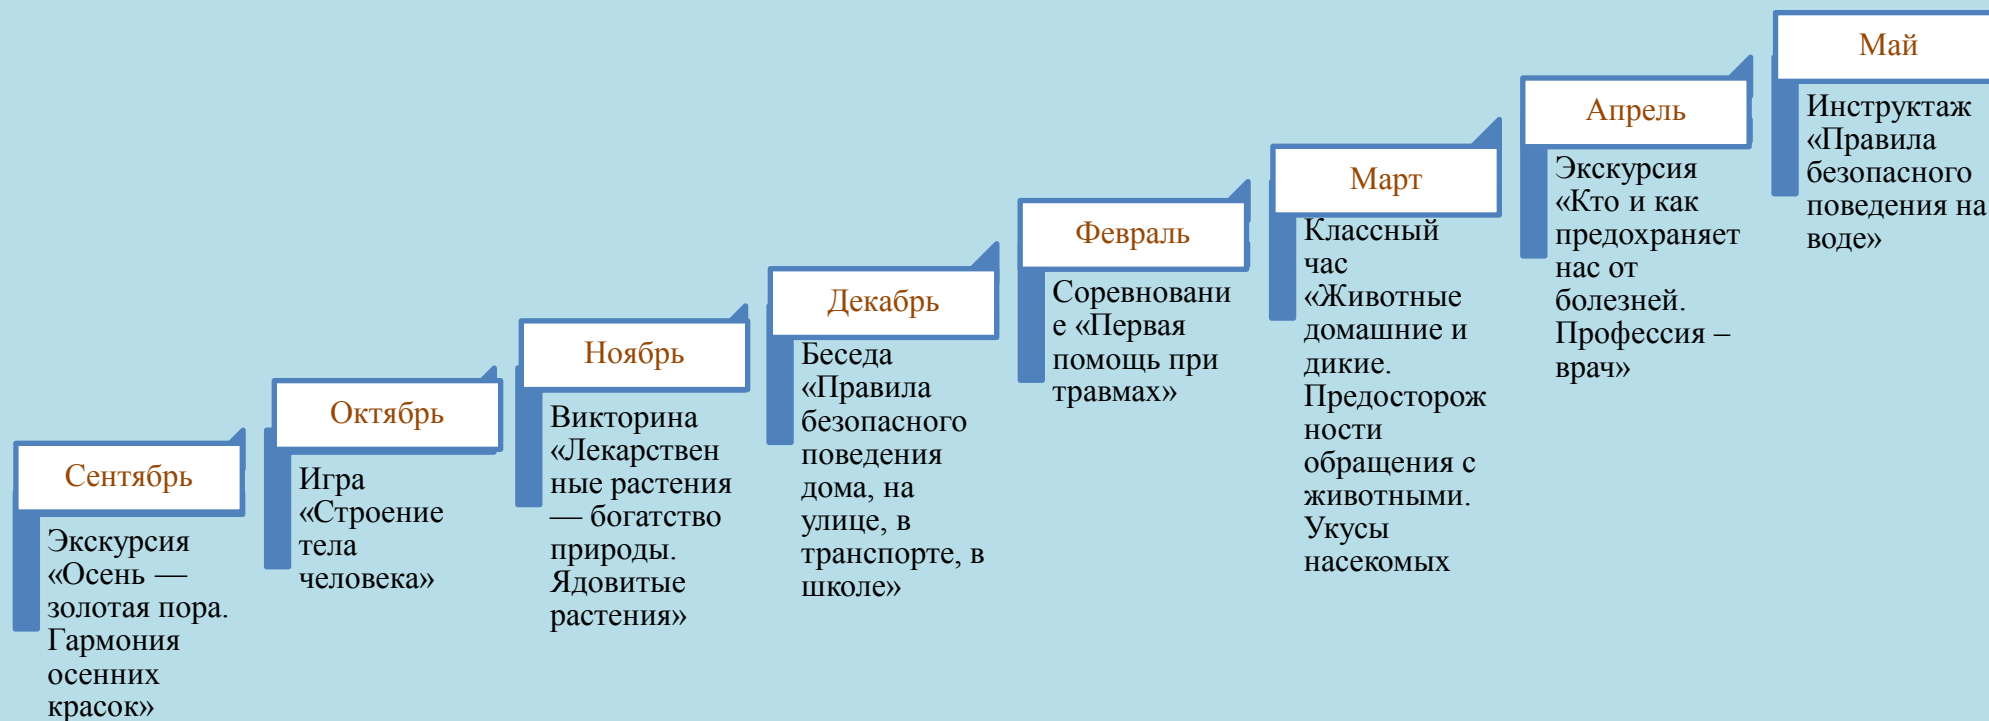 Сентябрь
Экскурсия
«Осень —
золотая пора.
Гармония
осенних
красок»
Октябрь
Игра
«Строение
тела
человека»
Ноябрь
Викторина
«Лекарствен
ные растения
— богатство
природы.
Ядовитые
растения»
Декабрь
Беседа
«Правила
безопасного
поведения
дома, на
улице, в
транспорте, в
школе»
Февраль
Соревновани
е «Первая
помощь при
травмах»
Март
Классный
час
«Животные
домашние и
дикие.
Предосторож
ности
обращения с
животными.
Укусы
насекомых
Апрель
Экскурсия
«Кто и как
предохраняет
нас от
болезней.
Профессия –
врач»
Май
Инструктаж
«Правила
безопасного
поведения на
воде»